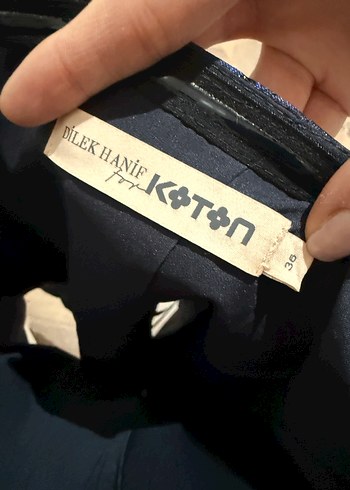 DİLEK HANİF
for KOTON
36